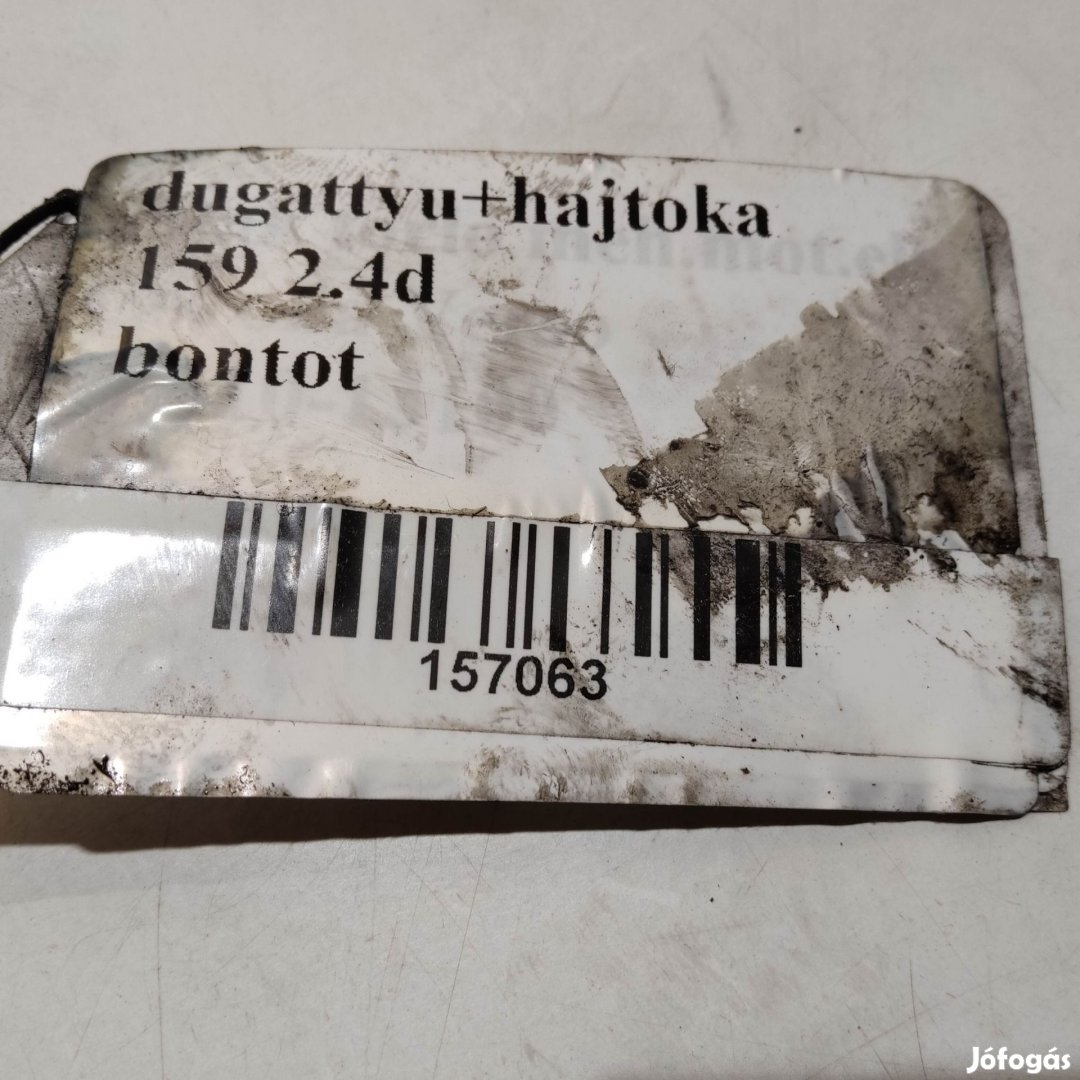 dugattyu+hajtoka
159 2.4d
bontot
157063
Jófogás